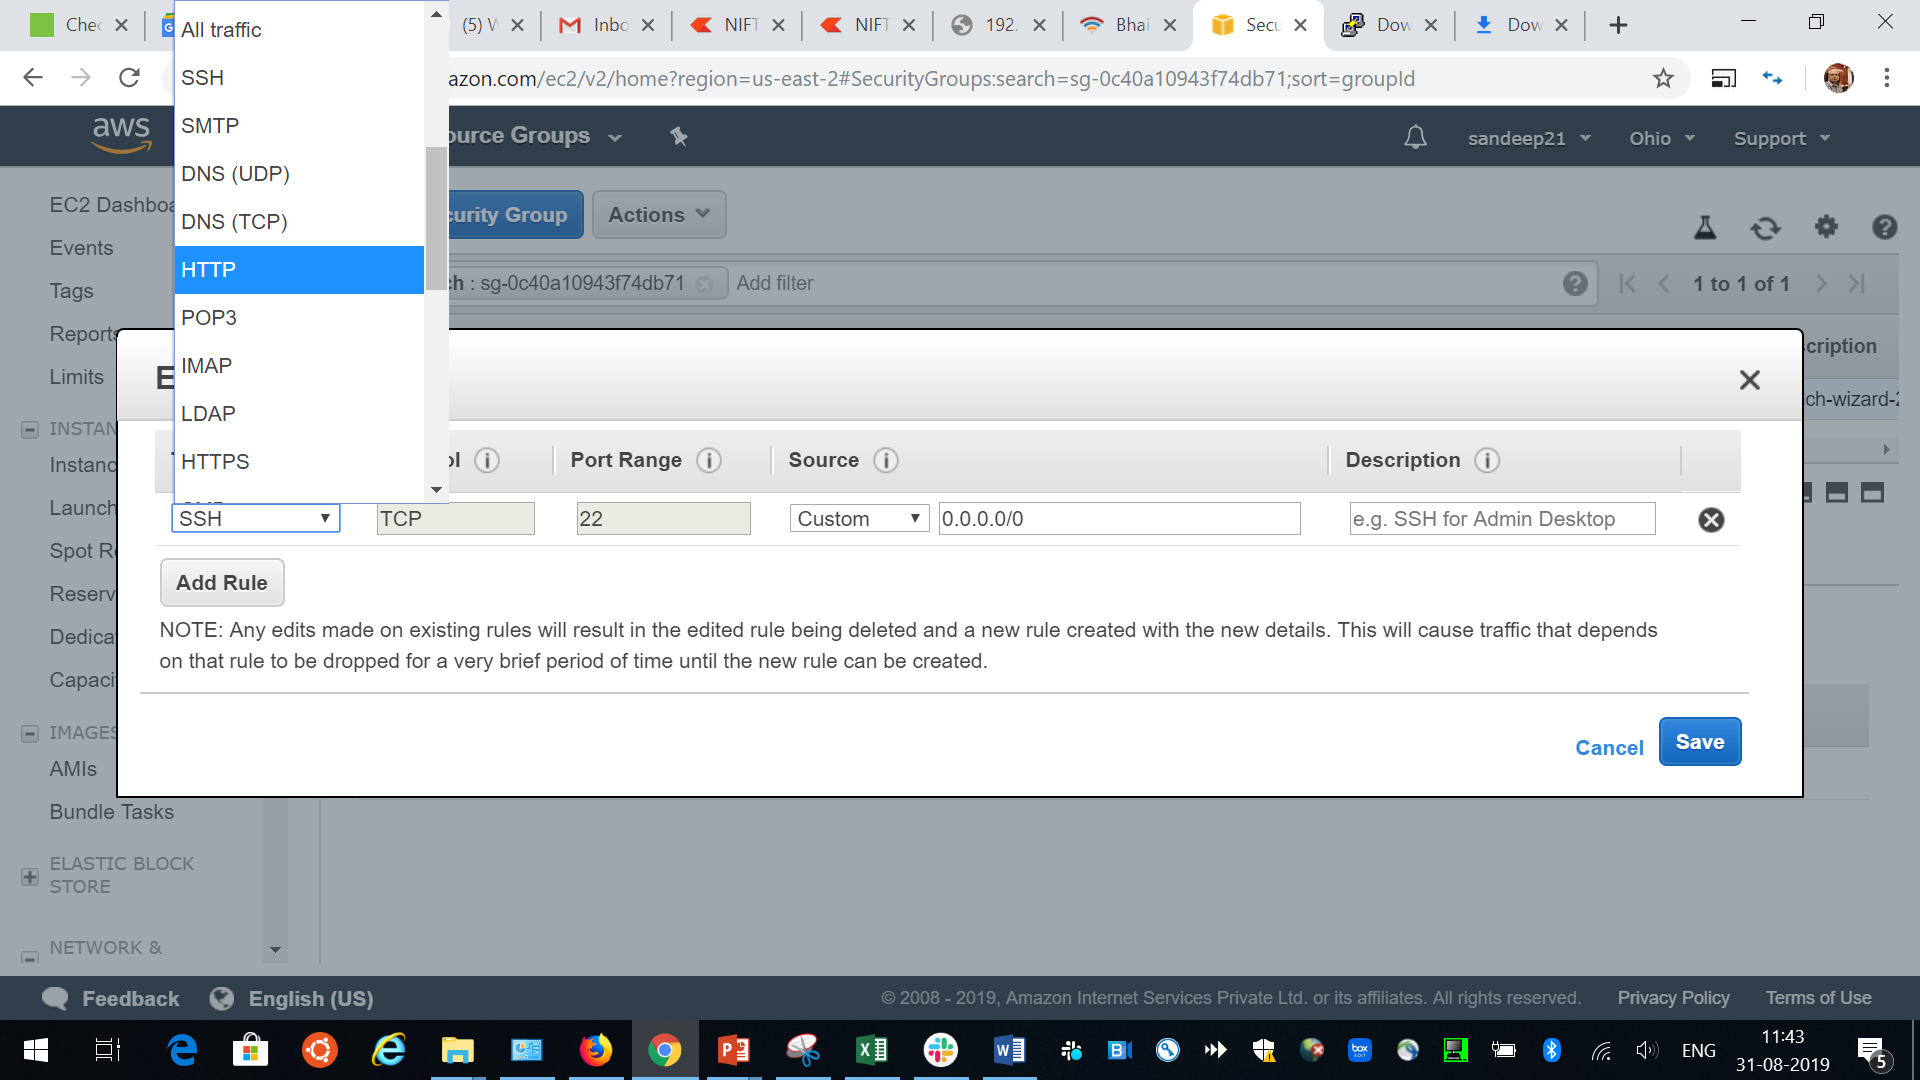 Chec
(5) W
Inbo
NIFT
NIFT
192.
Bhai
Secu
Dow
Dow
azon.com/ec2/v2/home?region=us-east-2#SecurityGroups:search=sg-0c40a10943f74db71;sort=groupId
aws
ource Groups
sandeep21
Ohio
Support
All traffic
SSH
SMTP
DNS (UDP)
DNS (TCP)
HTTP
POP3
IMAP
LDAP
HTTPS
EC2 Dashboa
Events
Tags
Reports
Limits
INSTAN
Instanc
Launch
Spot Re
Reserv
Dedica
Capaci
IMAGES
AMIs
Bundle Tasks
ELASTIC BLOCK
STORE
NETWORK &
curity Group
Actions
ch : sg-0c40a10943f74db71
Add filter
1 to 1 of 1
cription
ch-wizard-2
E
ol
Port Range
Source
Description
SSH
TCP
22
Custom
0.0.0.0/0
e.g. SSH for Admin Desktop
Add Rule
NOTE: Any edits made on existing rules will result in the edited rule being deleted and a new rule created with the new details. This will cause traffic that depends
on that rule to be dropped for a very brief period of time until the new rule can be created.
Cancel
Save
Feedback
English (US)
© 2008 - 2019, Amazon Internet Services Private Ltd. or its affiliates. All rights reserved.
Privacy Policy
Terms of Use
ENG
11:43
31-08-2019
5